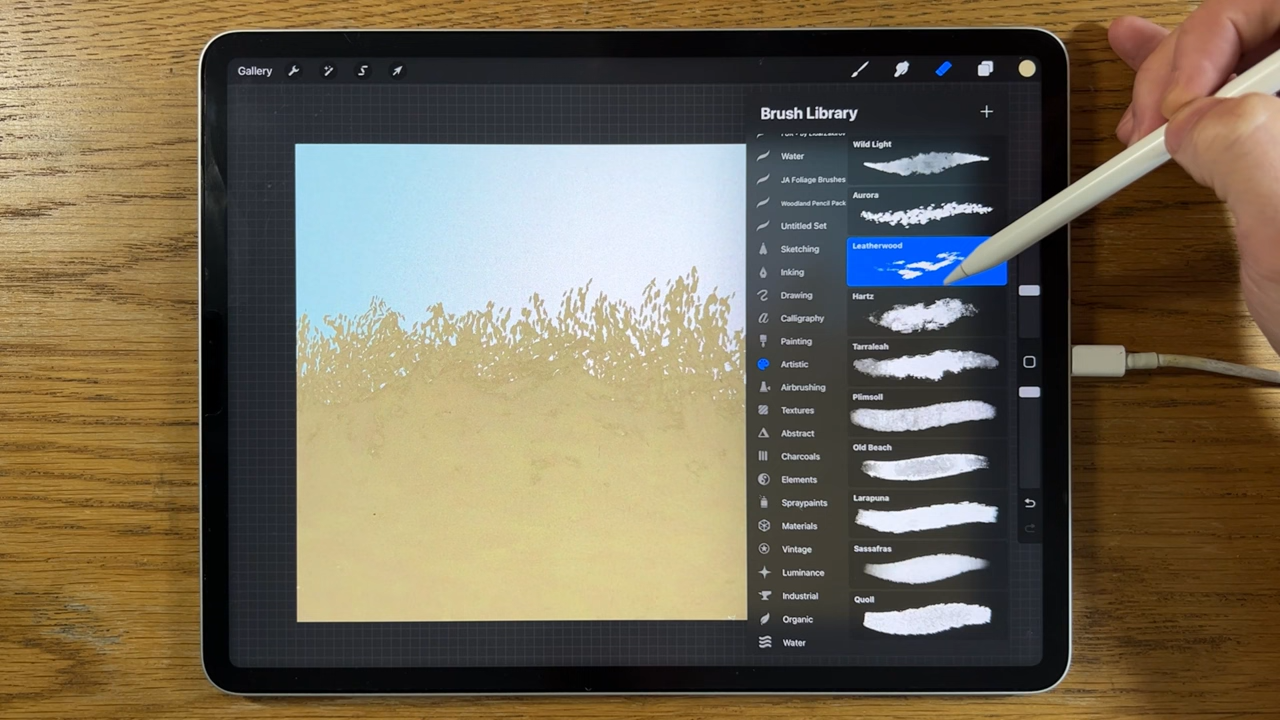 Gallery
Brush Library
+
Water
JA Foliage Brushes
Woodland Pencil Pack
Untitled Set
Sketching
Inking
Drawing
Calligraphy
Painting
Artistic
Airbrushing
Textures
Abstract
Charcoals
Elements
Spraypaints
Materials
Vintage
Luminance
Industrial
Organic
Water
Wild Light
Aurora
Leatherwood
Hartz
Tarraleah
Plimsoll
Old Beach
Larapuna
Sassafras
Quoll